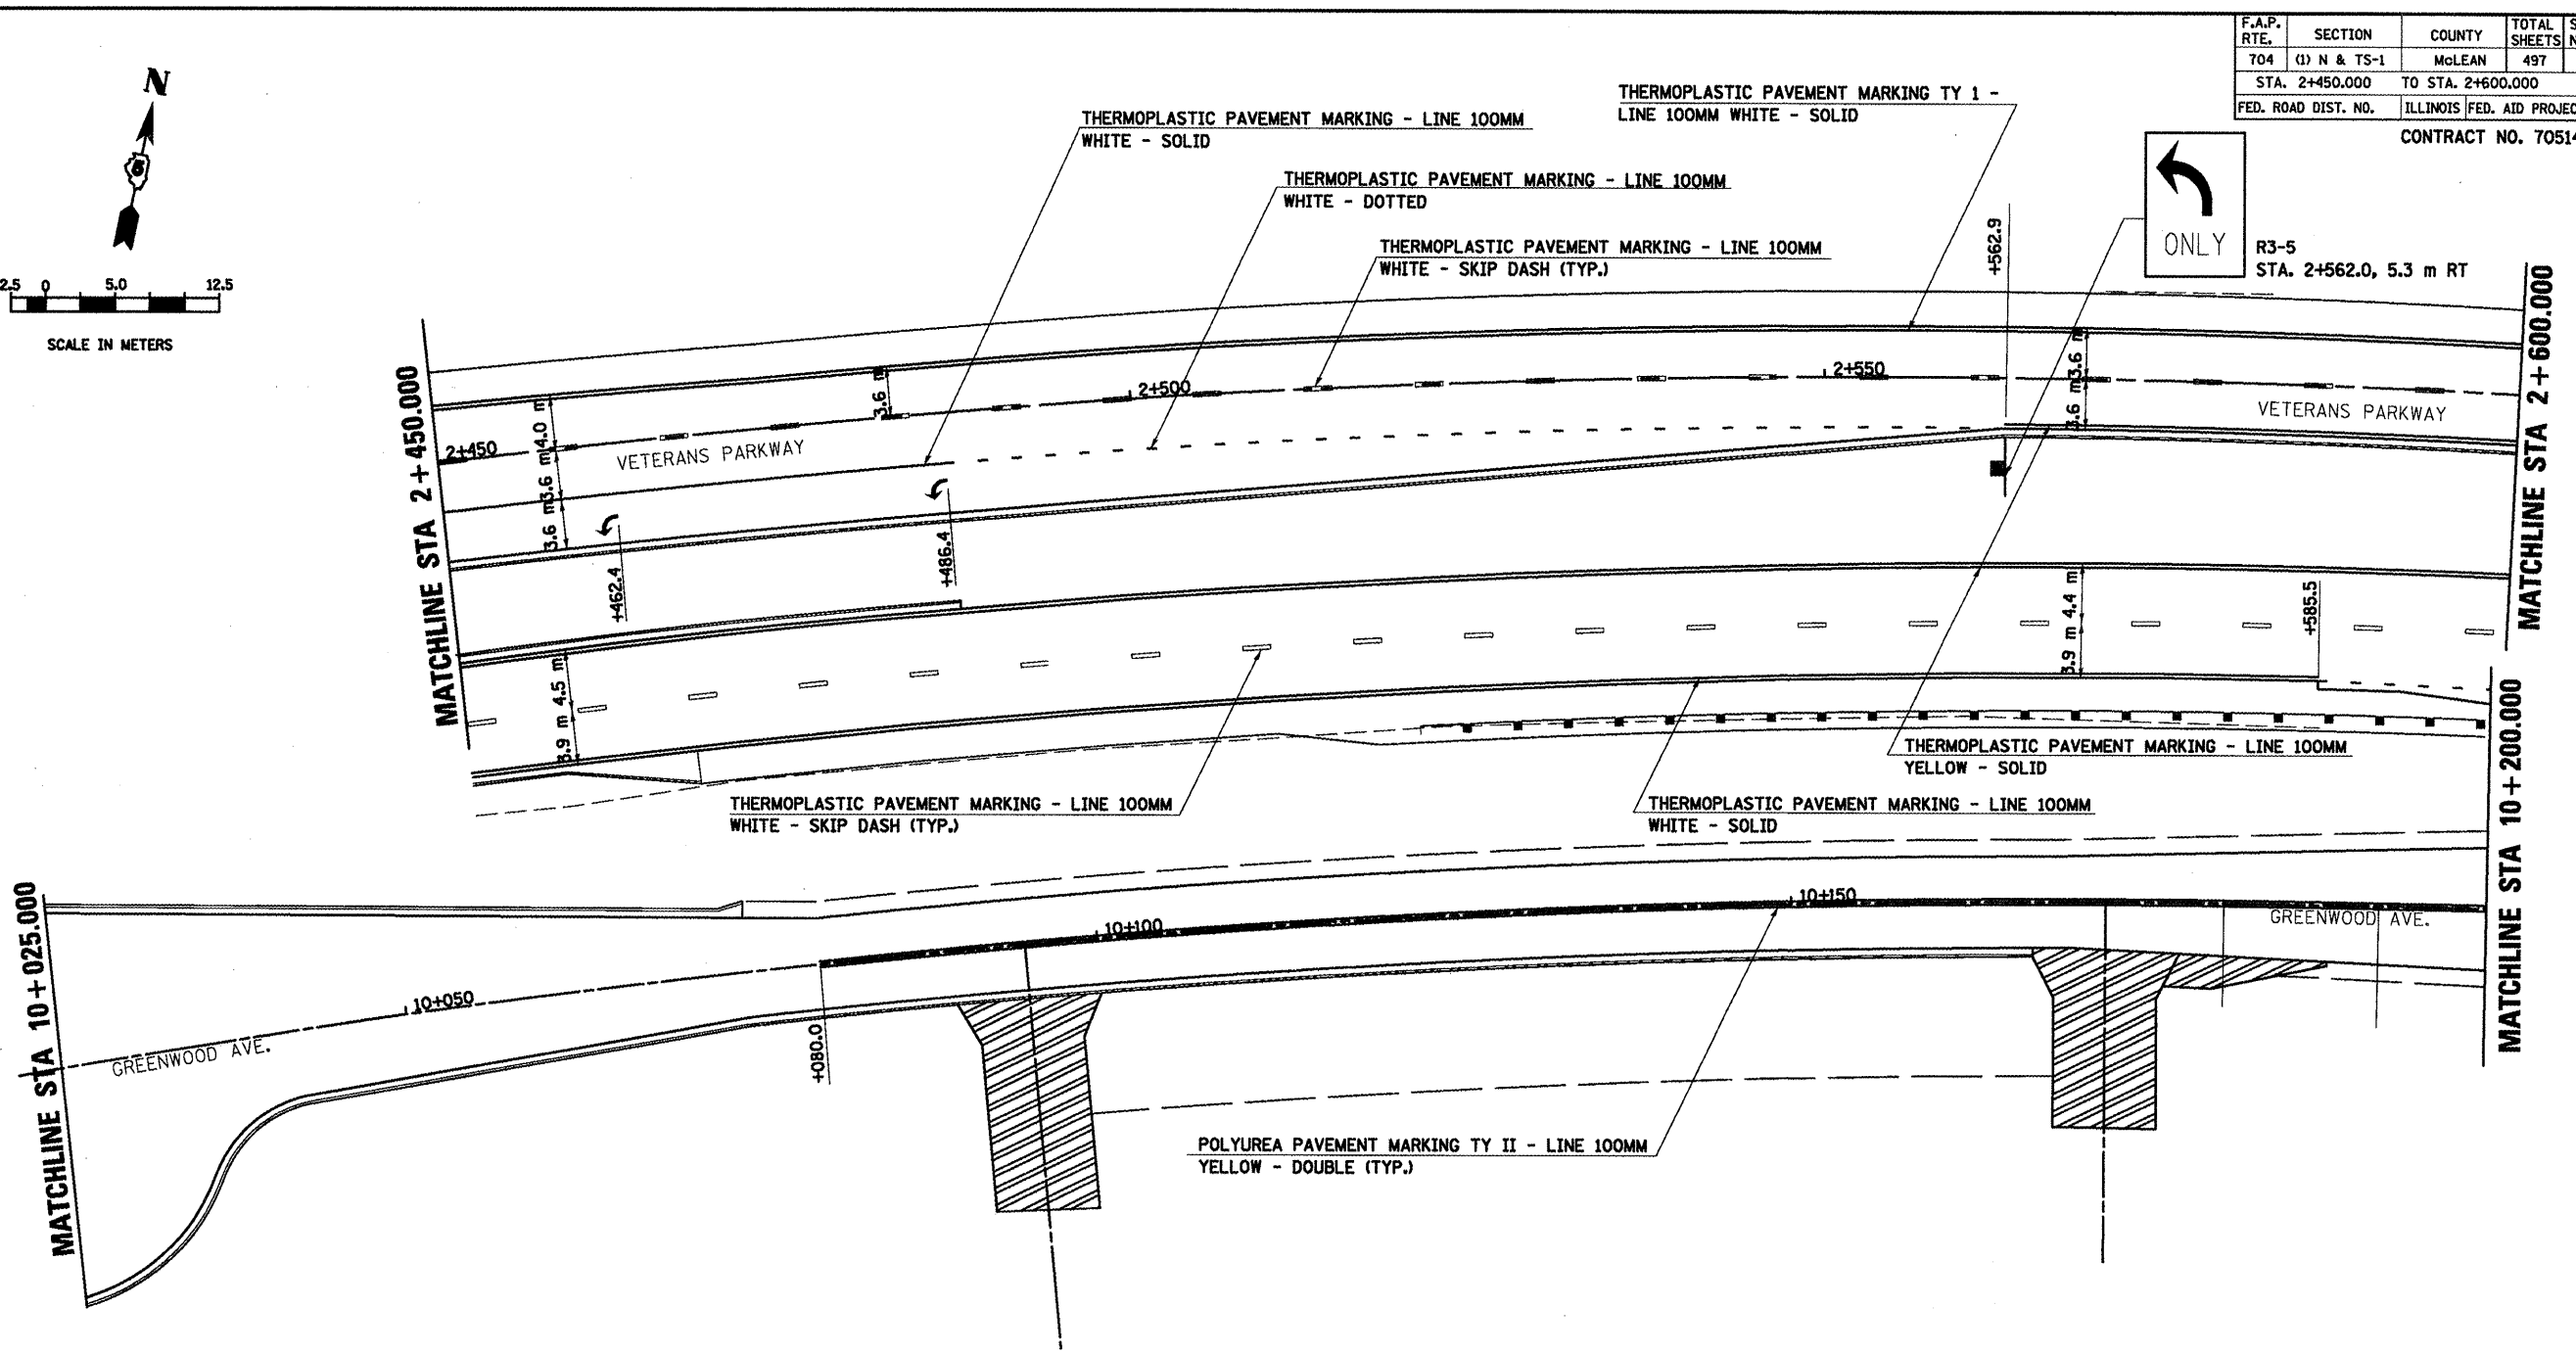 F.A.P. RTE. SECTION COUNTY TOTAL SHEETS
704 (1) N & TS-1 McLEAN 497
STA. 2+450.000 TO STA. 2+600.000
FED. ROAD DIST. NO. ILLINOIS FED. AID PROJEC
CONTRACT NO. 7051
N
2.5 0 5.0 12.5
SCALE IN METERS
THERMOPLASTIC PAVEMENT MARKING - LINE 100MM
WHITE - SOLID
THERMOPLASTIC PAVEMENT MARKING TY 1 -
LINE 100MM WHITE - SOLID
THERMOPLASTIC PAVEMENT MARKING - LINE 100MM
WHITE - DOTTED
THERMOPLASTIC PAVEMENT MARKING - LINE 100MM
WHITE - SKIP DASH (TYP.)
+562.9
ONLY
R3-5
STA. 2+562.0, 5.3 m RT
MATCHLINE STA 2+450.000
MATCHLINE STA 2+600.000
2+450
2+500
2+550
VETERANS PARKWAY
VETERANS PARKWAY
4.0 m
3.6 m
3.6 m
3.6 m
3.6 m
3.6 m
+462.4
+486.4
4.5 m
3.9 m
4.4 m
3.9 m
+585.5
THERMOPLASTIC PAVEMENT MARKING - LINE 100MM
YELLOW - SOLID
THERMOPLASTIC PAVEMENT MARKING - LINE 100MM
WHITE - SKIP DASH (TYP.)
THERMOPLASTIC PAVEMENT MARKING - LINE 100MM
WHITE - SOLID
MATCHLINE STA 10+025.000
MATCHLINE STA 10+200.000
10+050
10+100
10+150
GREENWOOD AVE.
GREENWOOD AVE.
+080.0
POLYUREA PAVEMENT MARKING TY II - LINE 100MM
YELLOW - DOUBLE (TYP.)